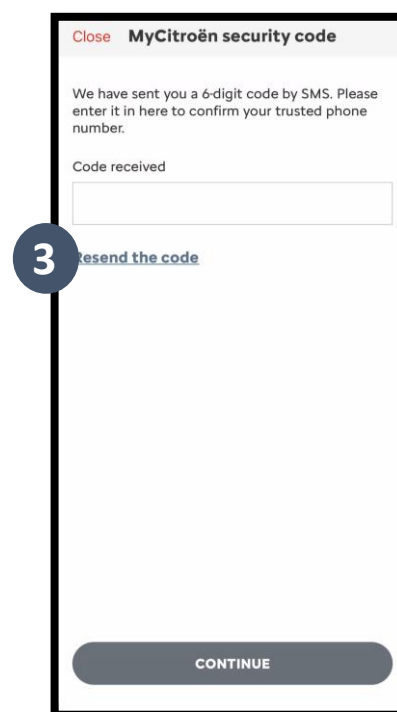 Close MyCitroën security code
We have sent you a 6-digit code by SMS. Please
enter it in here to confirm your trusted phone
number.
Code received
3
Resend the code
CONTINUE